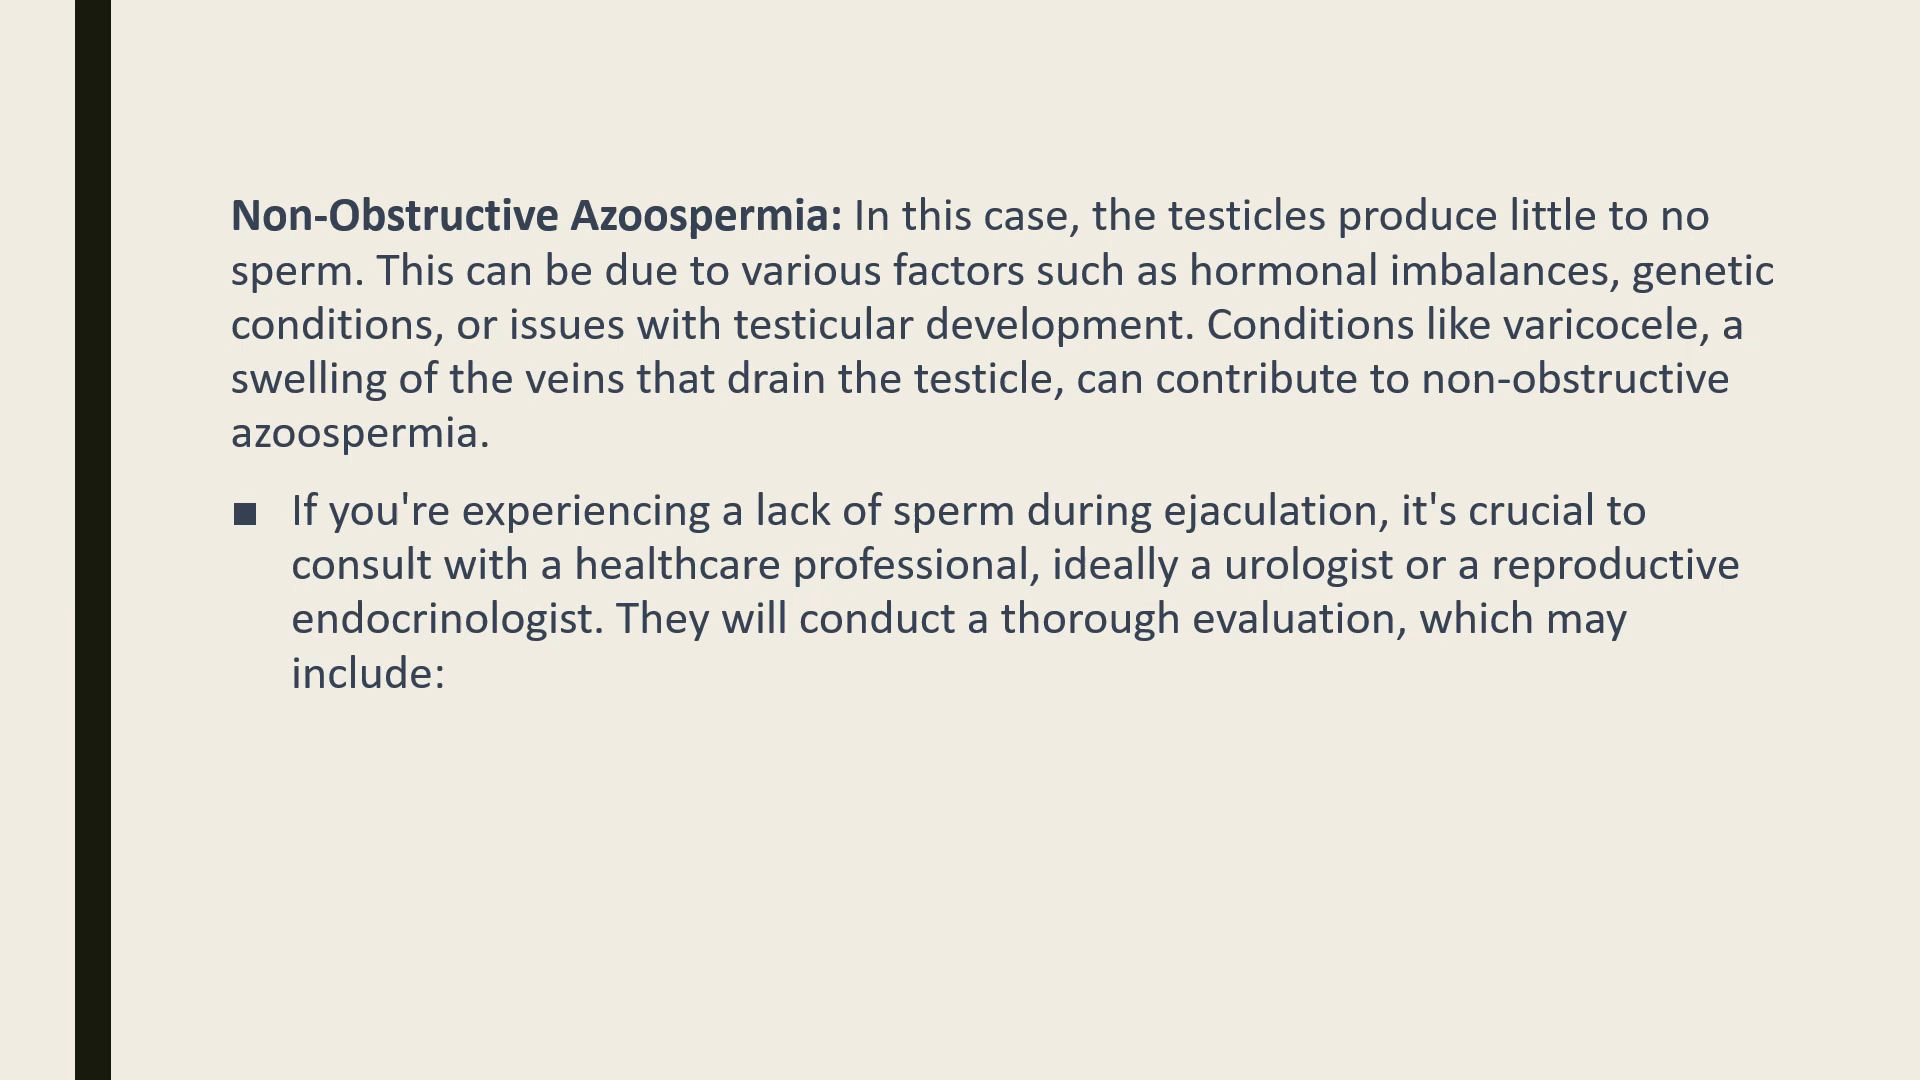 Non-Obstructive Azoospermia: In this case, the testicles produce little to no
sperm. This can be due to various factors such as hormonal imbalances, genetic
conditions, or issues with testicular development. Conditions like varicocele, a
swelling of the veins that drain the testicle, can contribute to non-obstructive
azoospermia.
■ If you're experiencing a lack of sperm during ejaculation, it's crucial to
consult with a healthcare professional, ideally a urologist or a reproductive
endocrinologist. They will conduct a thorough evaluation, which may
include: